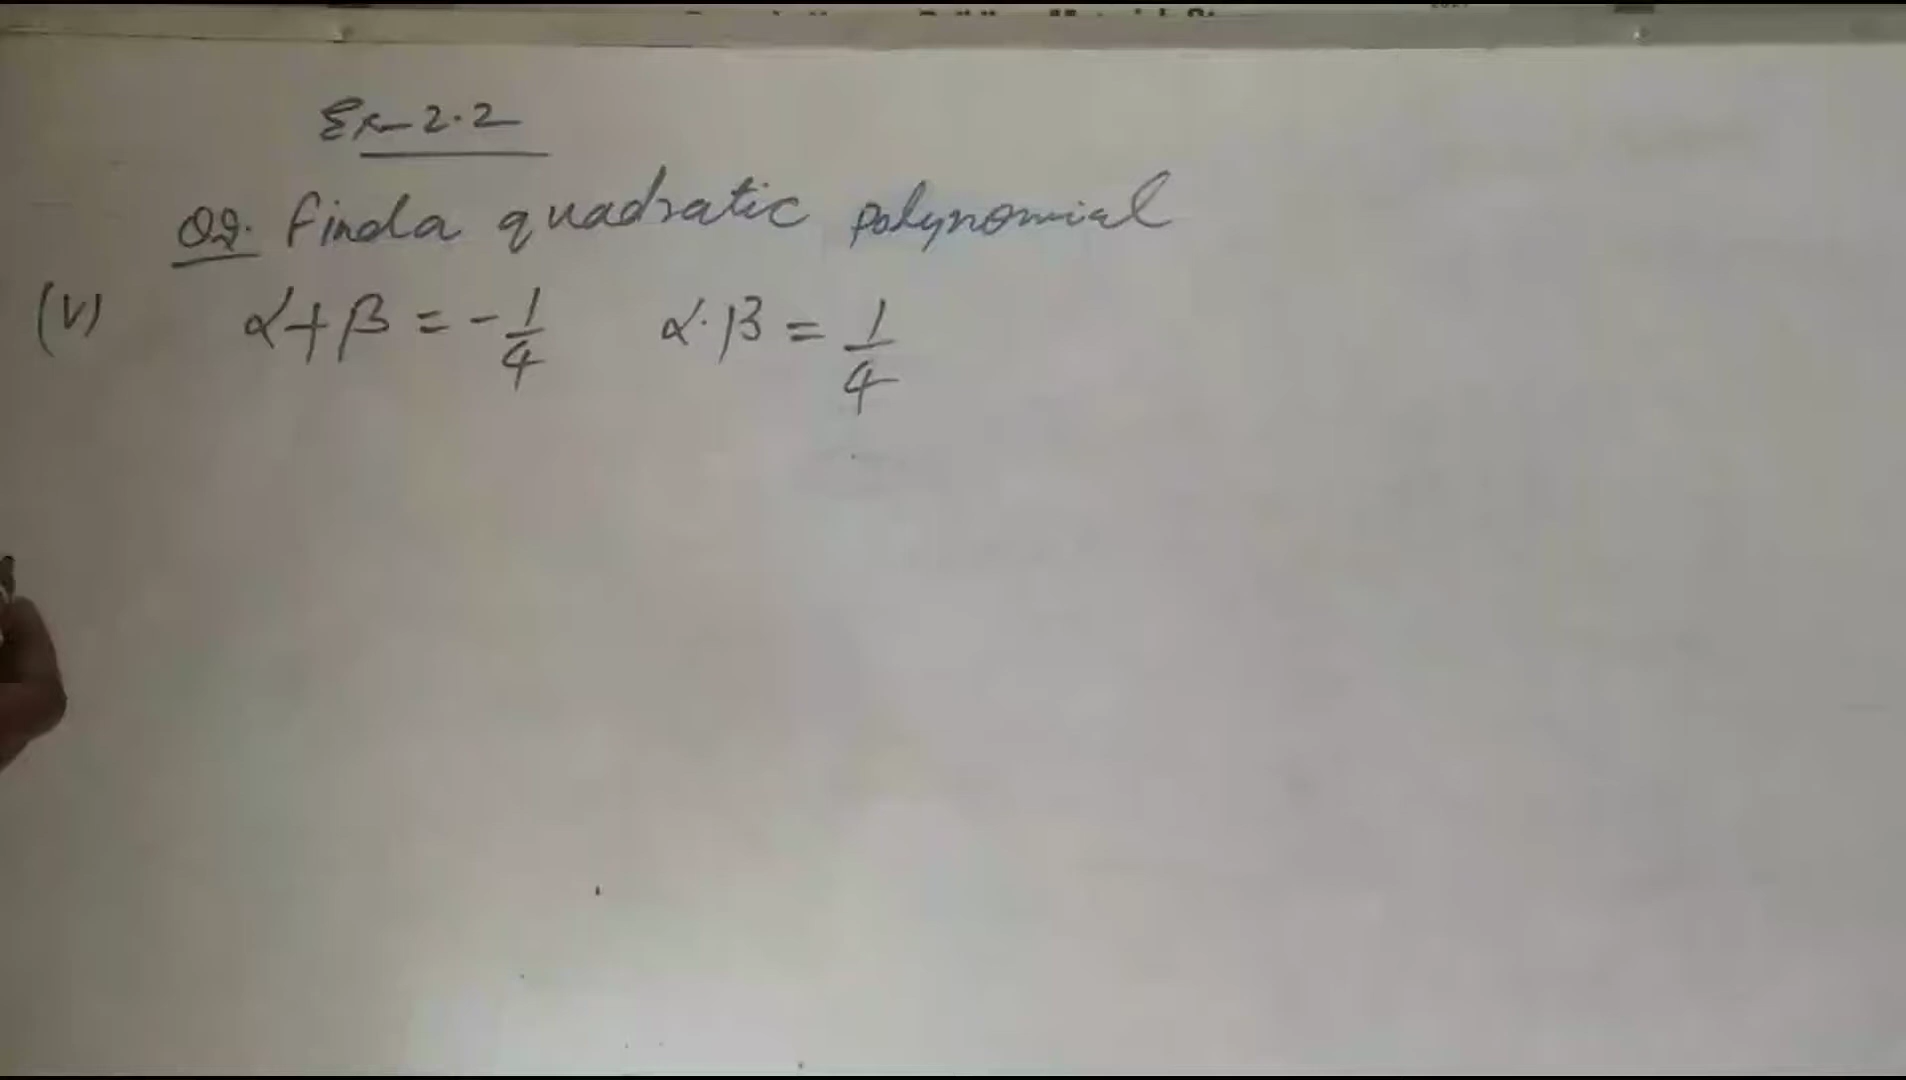 Ex-2.2
Q2. Find a quadratic polynomial
(V) α+β = -1/4 α·β = 1/4